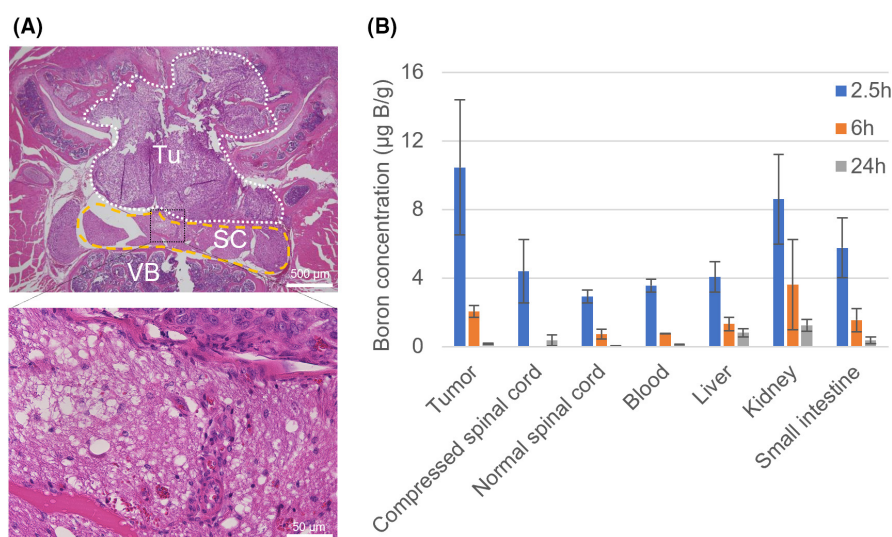 (A)
Tu
SC
VB
500 µm
50 µm
(B)
Boron concentration (µg B/g)
16
12
8
4
0
2.5h
6h
24h
Tumor
Compressed spinal cord
Normal spinal cord
Blood
Liver
Kidney
Small intestine